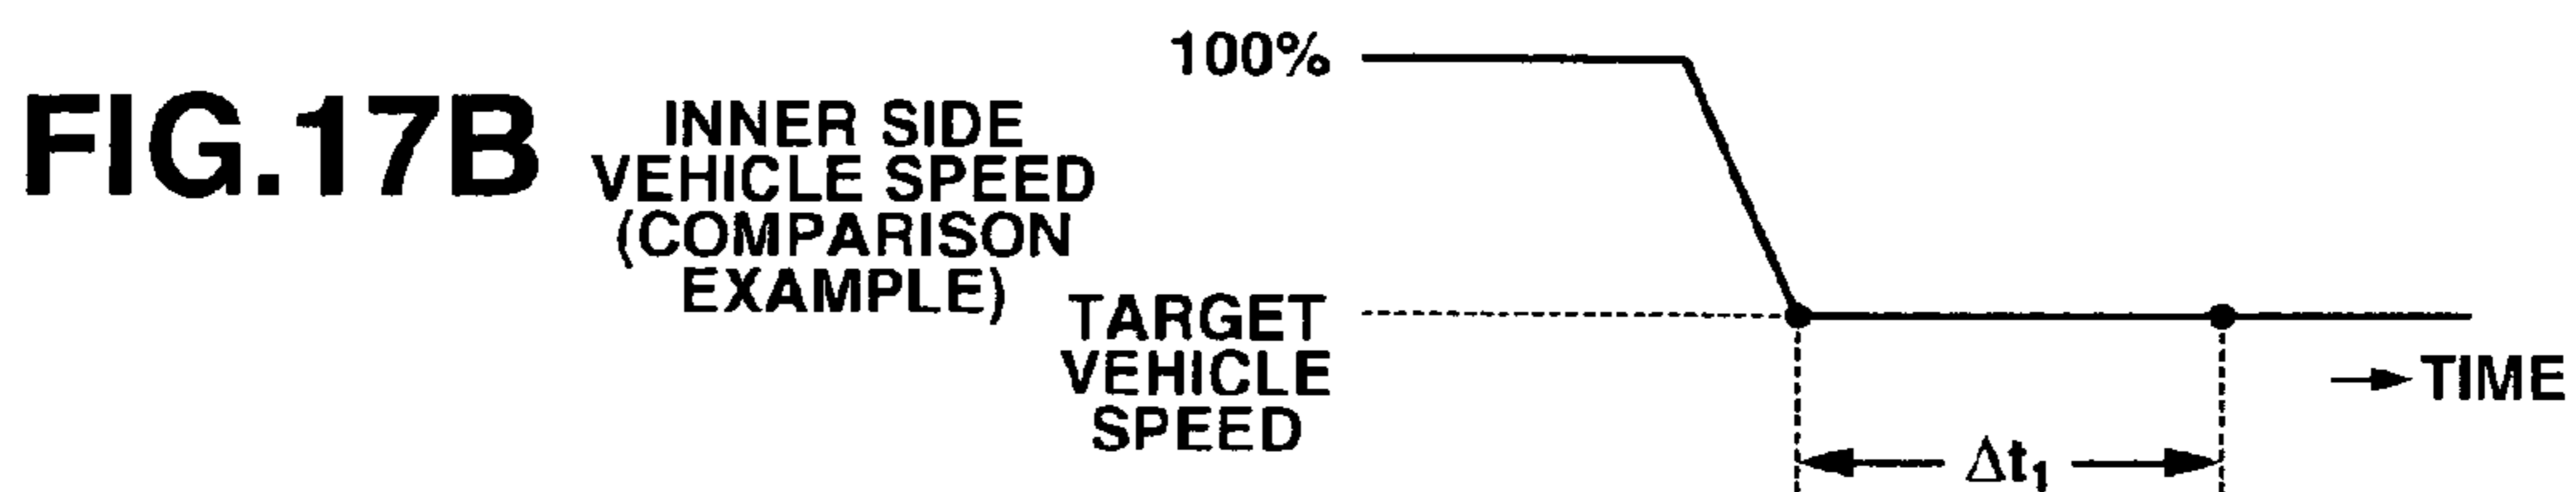 100%
FIG.17B
INNER SIDE
VEHICLE SPEED
(COMPARISON
EXAMPLE)
TARGET
VEHICLE
SPEED
→ TIME
Δt₁